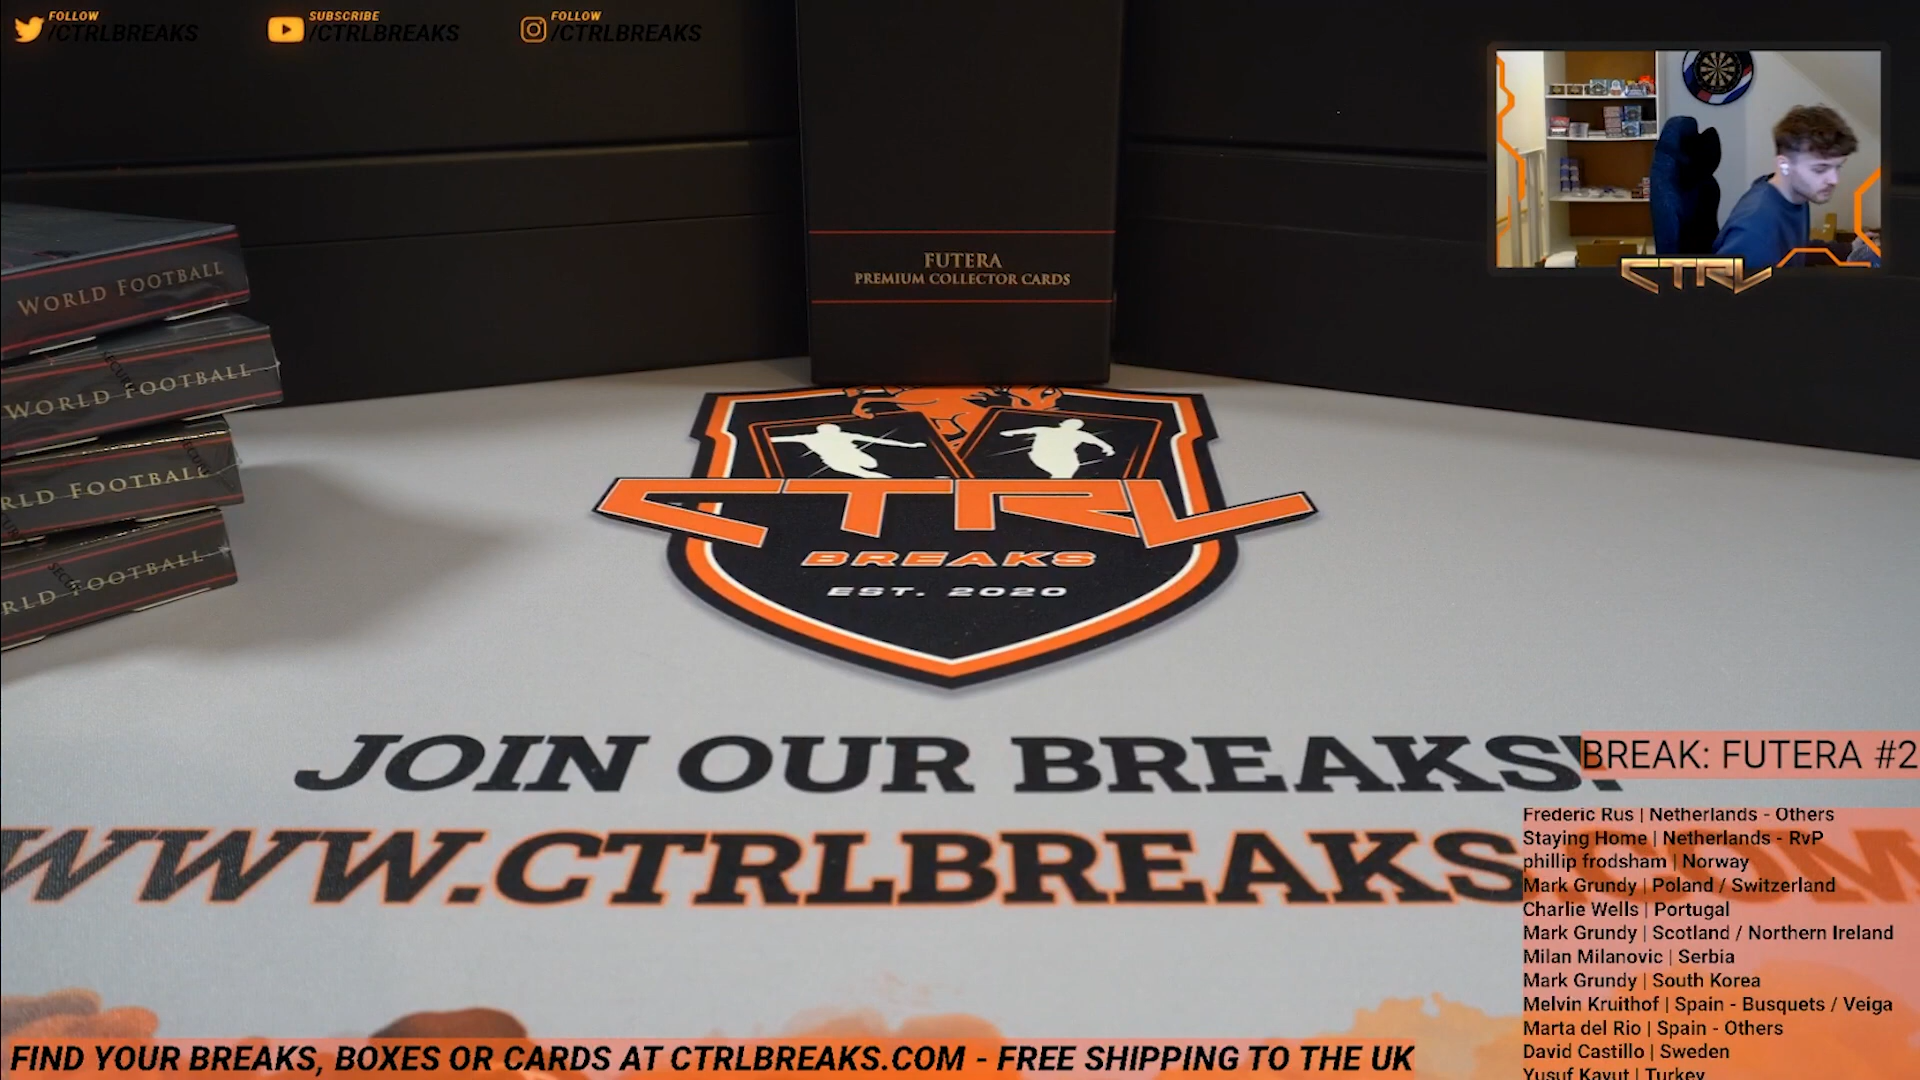 FOLLOW
/CTRLBREAKS
SUBSCRIBE
/CTRLBREAKS
FOLLOW
/CTRLBREAKS
CTRL
FUTERA
PREMIUM COLLECTOR CARDS
WORLD FOOTBALL
WORLD FOOTBALL
RLD FOOTBALL
RLD FOOTBALL
CTRL
BREAKS
EST. 2020
JOIN OUR BREAKS!
WWW.CTRLBREAKS.COM
BREAK: FUTERA #2
Frederic Rus | Netherlands - Others
Staying Home | Netherlands - RvP
phillip frodsham | Norway
Mark Grundy | Poland / Switzerland
Charlie Wells | Portugal
Mark Grundy | Scotland / Northern Ireland
Milan Milanovic | Serbia
Mark Grundy | South Korea
Melvin Kruithof | Spain - Busquets / Veiga
Marta del Rio | Spain - Others
David Castillo | Sweden
Yusuf Kayut | Turkey
FIND YOUR BREAKS, BOXES OR CARDS AT CTRLBREAKS.COM - FREE SHIPPING TO THE UK